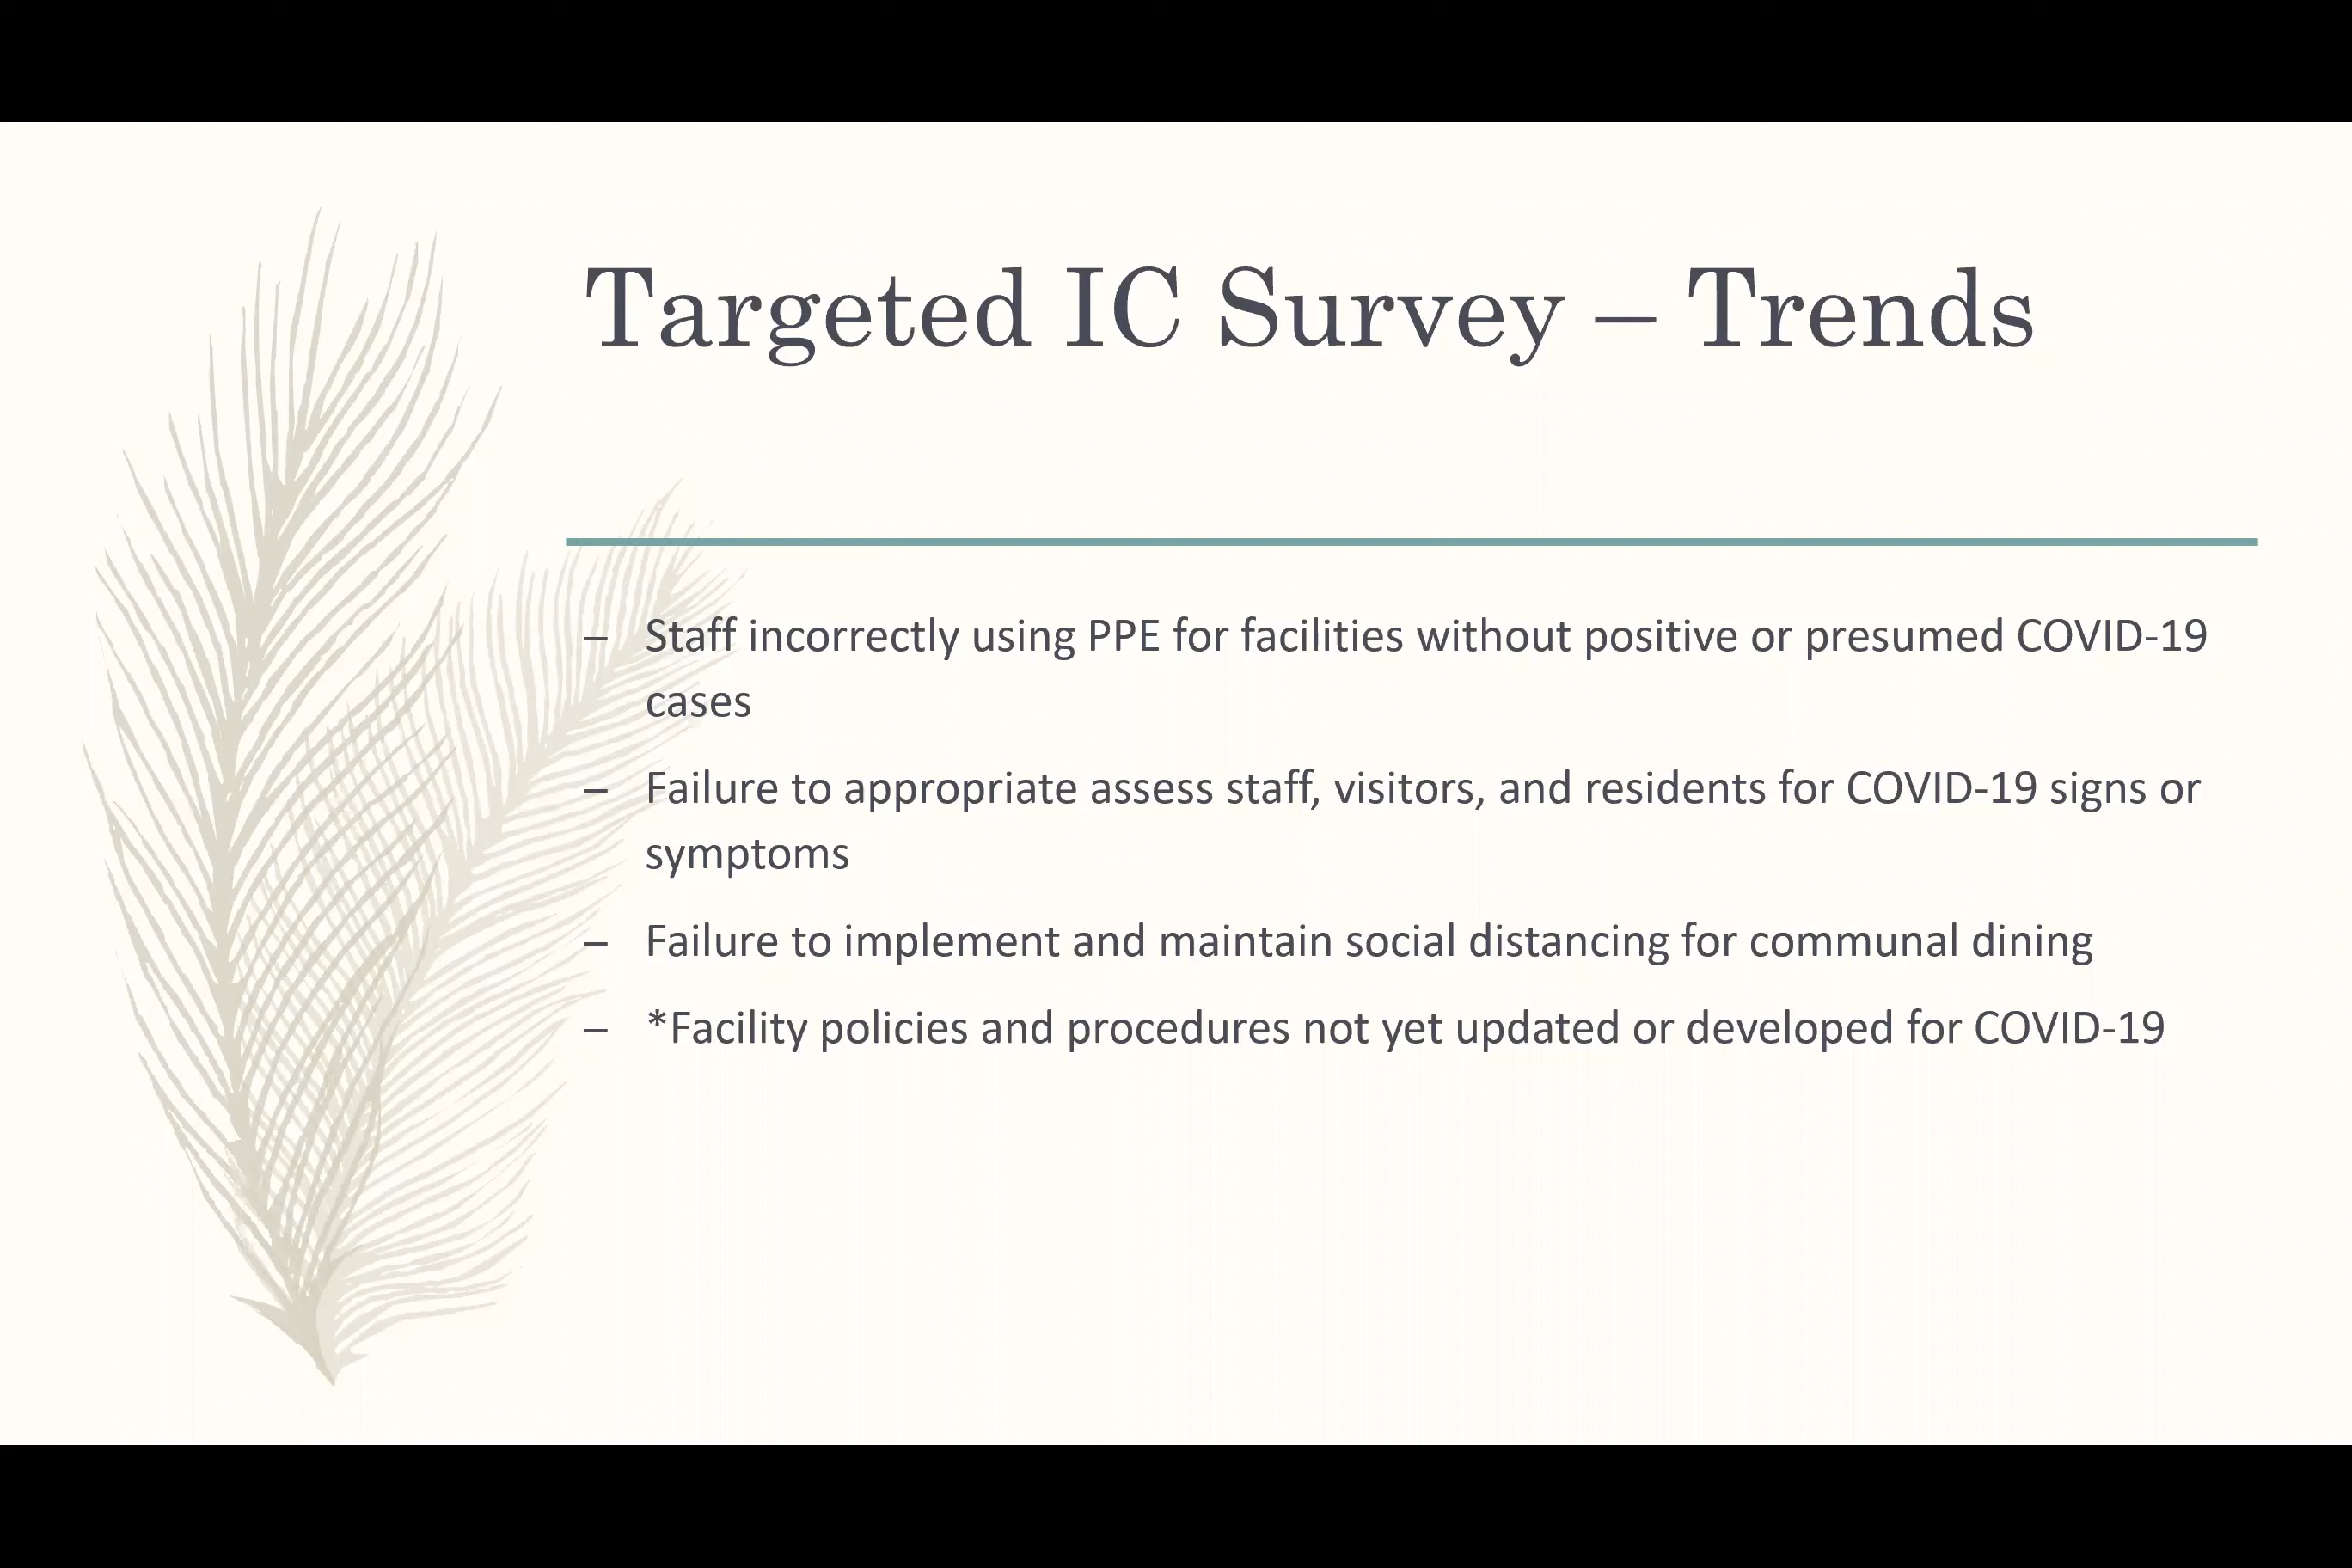 Targeted IC Survey – Trends
– Staff incorrectly using PPE for facilities without positive or presumed COVID-19
cases
– Failure to appropriate assess staff, visitors, and residents for COVID-19 signs or
symptoms
– Failure to implement and maintain social distancing for communal dining
– *Facility policies and procedures not yet updated or developed for COVID-19